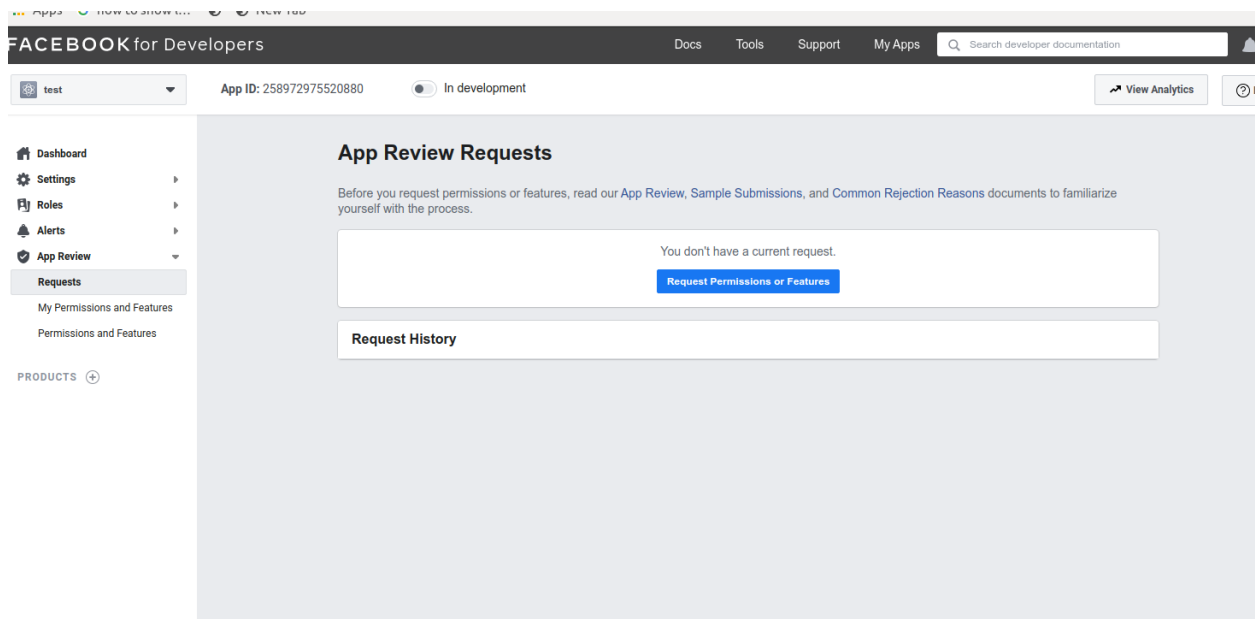 Apps how to show t... New Tab
FACEBOOK for Developers Docs Tools Support My Apps Search developer documentation
test App ID: 258972975520880 In development View Analytics
Dashboard
Settings
Roles
Alerts
App Review
Requests
My Permissions and Features
Permissions and Features
PRODUCTS
App Review Requests
Before you request permissions or features, read our App Review, Sample Submissions, and Common Rejection Reasons documents to familiarize
yourself with the process.
You don't have a current request.
Request Permissions or Features
Request History